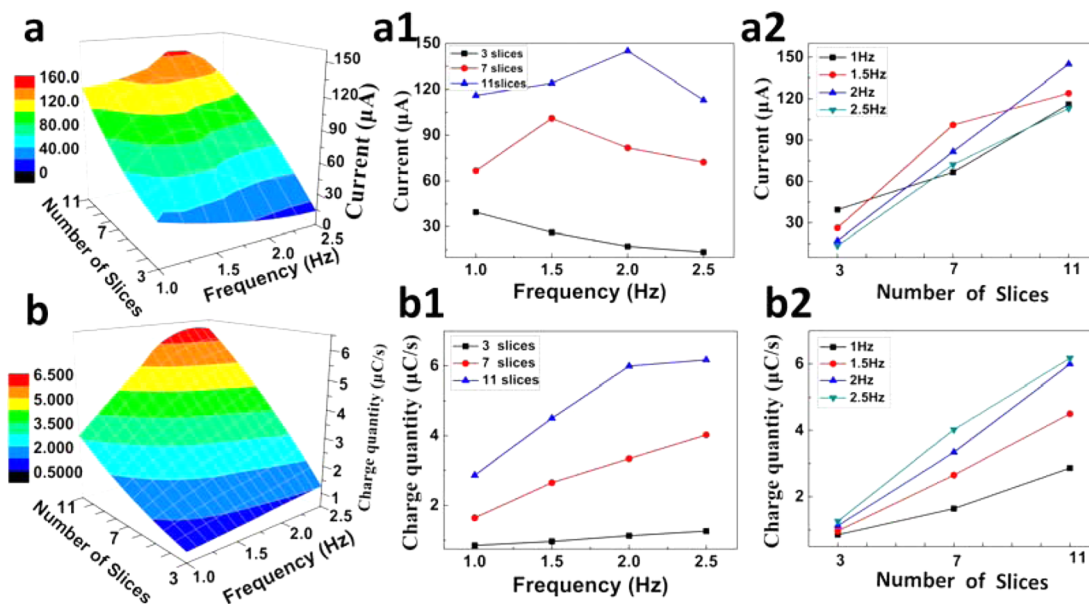 a
160.0
120.0
80.00
40.00
0
150
120
90
60
30
0
Current (µA)
11
7
3
Number of Slices
1.0
1.5
2.0
2.5
Frequency (Hz)
a1
3 slices
7 slices
11slices
150
120
90
60
30
Current (µA)
1.0 1.5 2.0 2.5
Frequency (Hz)
a2
1Hz
1.5Hz
2Hz
2.5Hz
150
120
90
60
30
Current (µA)
3 7 11
Number of Slices
b
6.500
5.000
3.500
2.000
0.5000
6
5
4
3
2
1
Charge quantity (µC/s)
11
7
3
Number of Slices
1.0
1.5
2.0
2.5
Frequency (Hz)
b1
3 slices
7 slices
11 slices
6
4
2
Charge quantity (µC/s)
1.0 1.5 2.0 2.5
Frequency (Hz)
b2
1Hz
1.5Hz
2Hz
2.5Hz
6
4
2
Charge quantity (µC/s)
3 7 11
Number of Slices